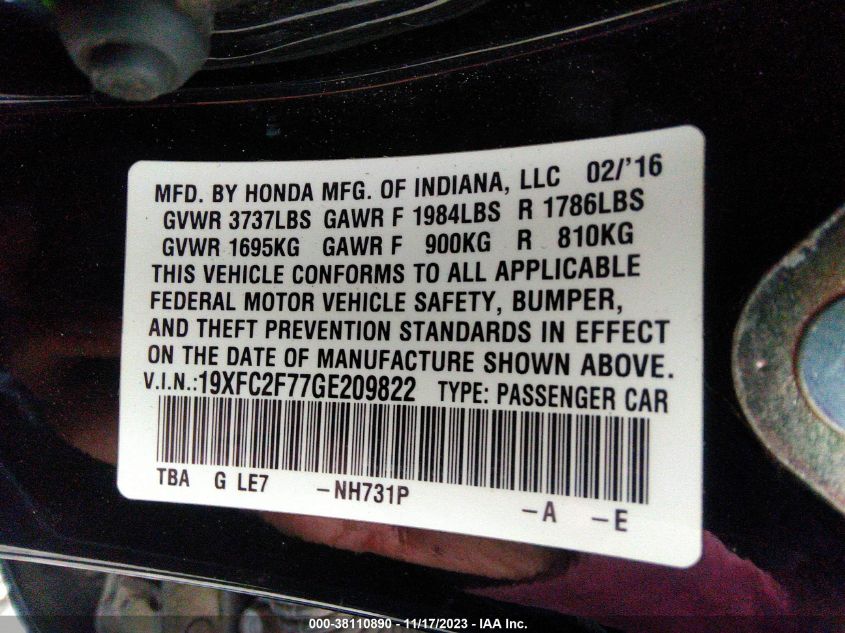 MFD. BY HONDA MFG. OF INDIANA, LLC 02/'16
GVWR 3737LBS GAWR F 1984LBS R 1786LBS
GVWR 1695KG GAWR F 900KG R 810KG
THIS VEHICLE CONFORMS TO ALL APPLICABLE
FEDERAL MOTOR VEHICLE SAFETY, BUMPER,
AND THEFT PREVENTION STANDARDS IN EFFECT
ON THE DATE OF MANUFACTURE SHOWN ABOVE.
V.I.N.:19XFC2F77GE209822 TYPE: PASSENGER CAR
TBA G LE7 -NH731P -A -E
000-38110890 - 11/17/2023 - IAA Inc.